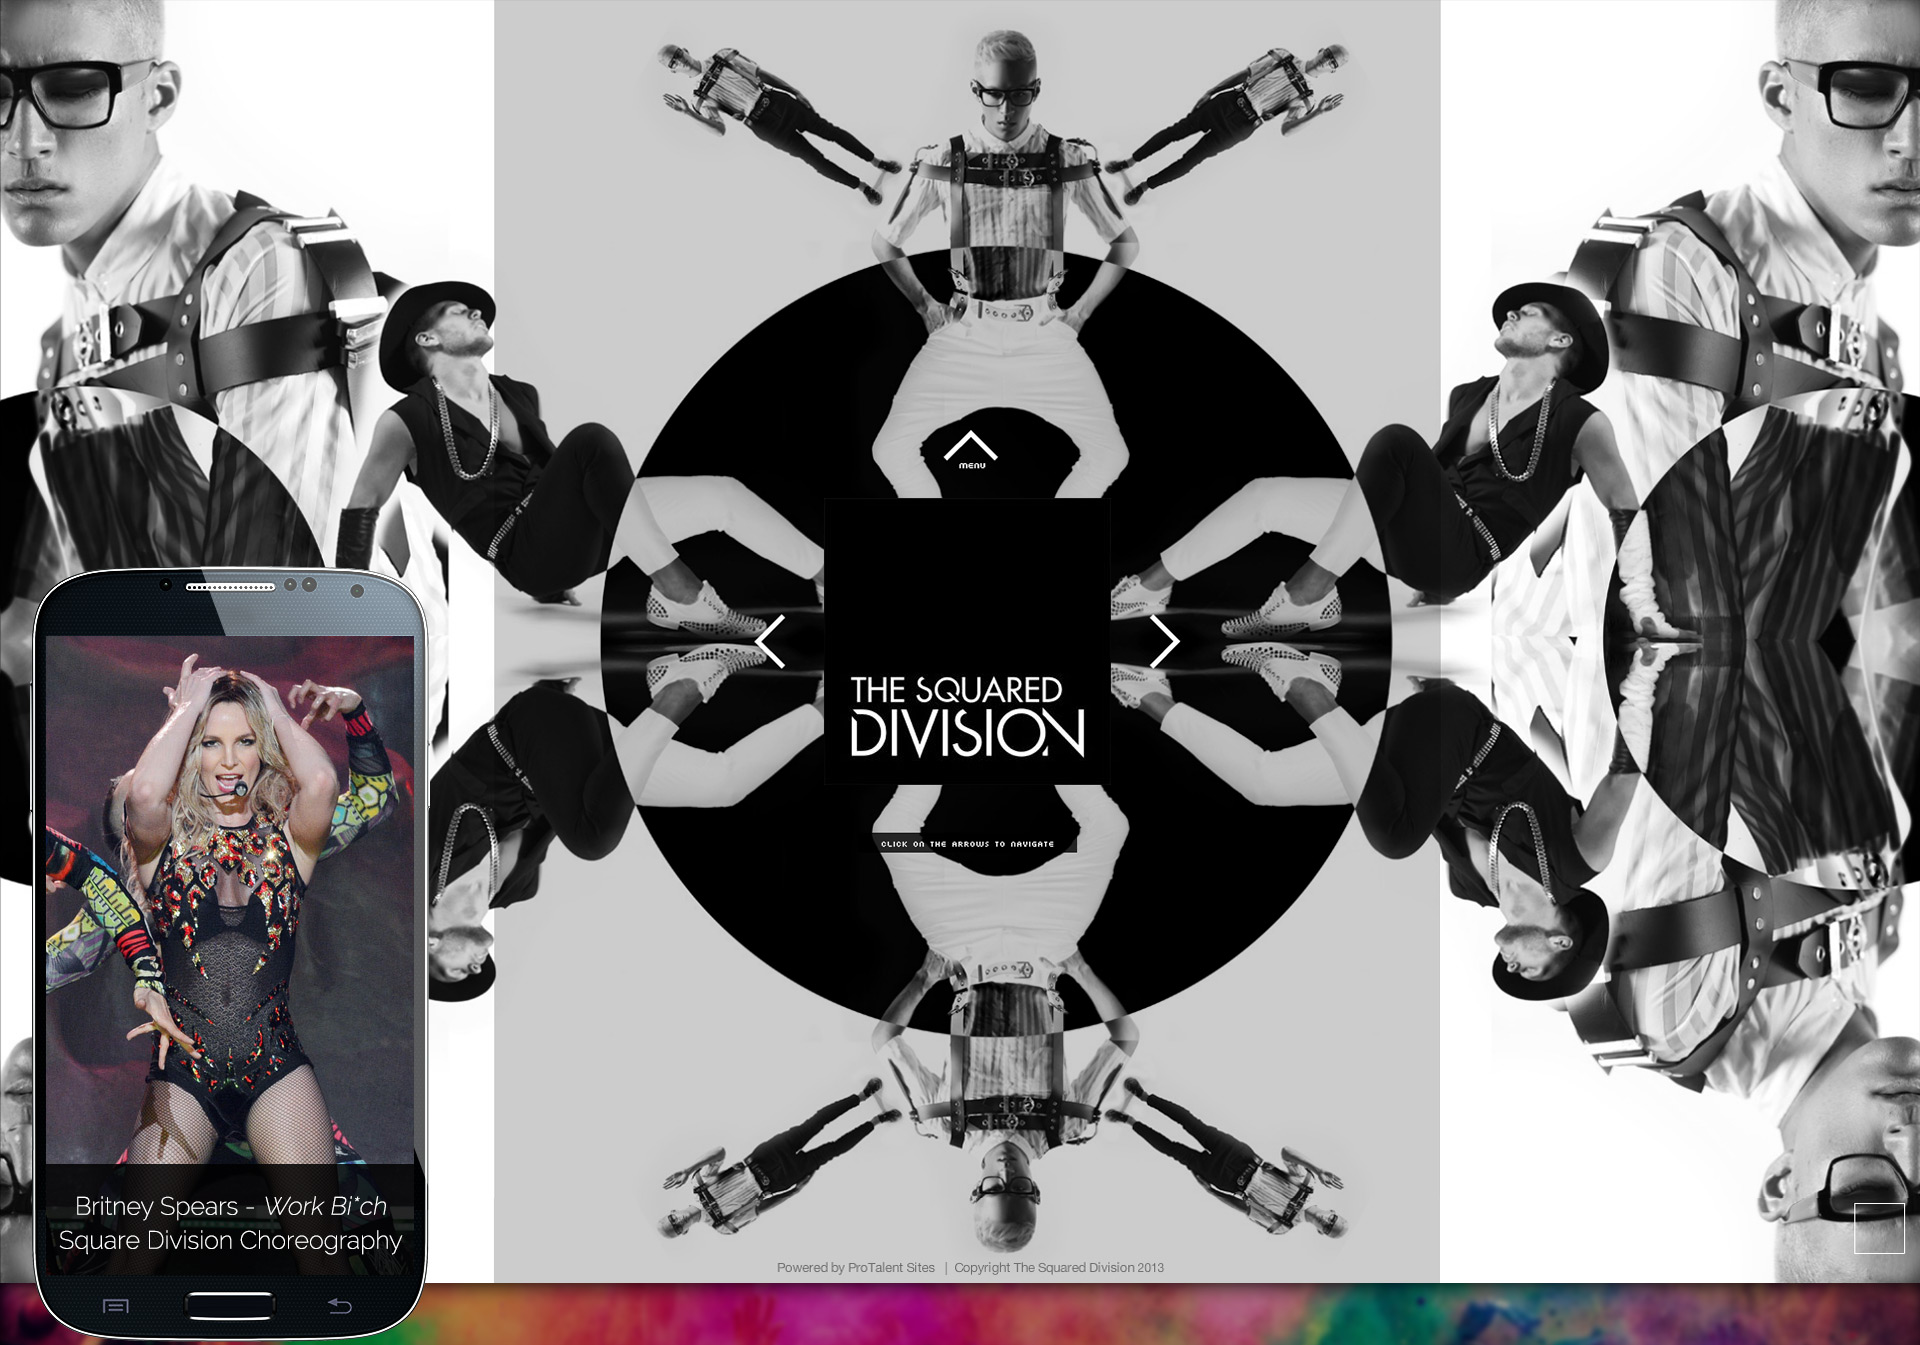 MENU
THE SQUARED
DIVISION
CLICK ON THE ARROWS TO NAVIGATE
Britney Spears - Work Bi*ch
Square Division Choreography
Powered by ProTalent Sites | Copyright The Squared Division 2013